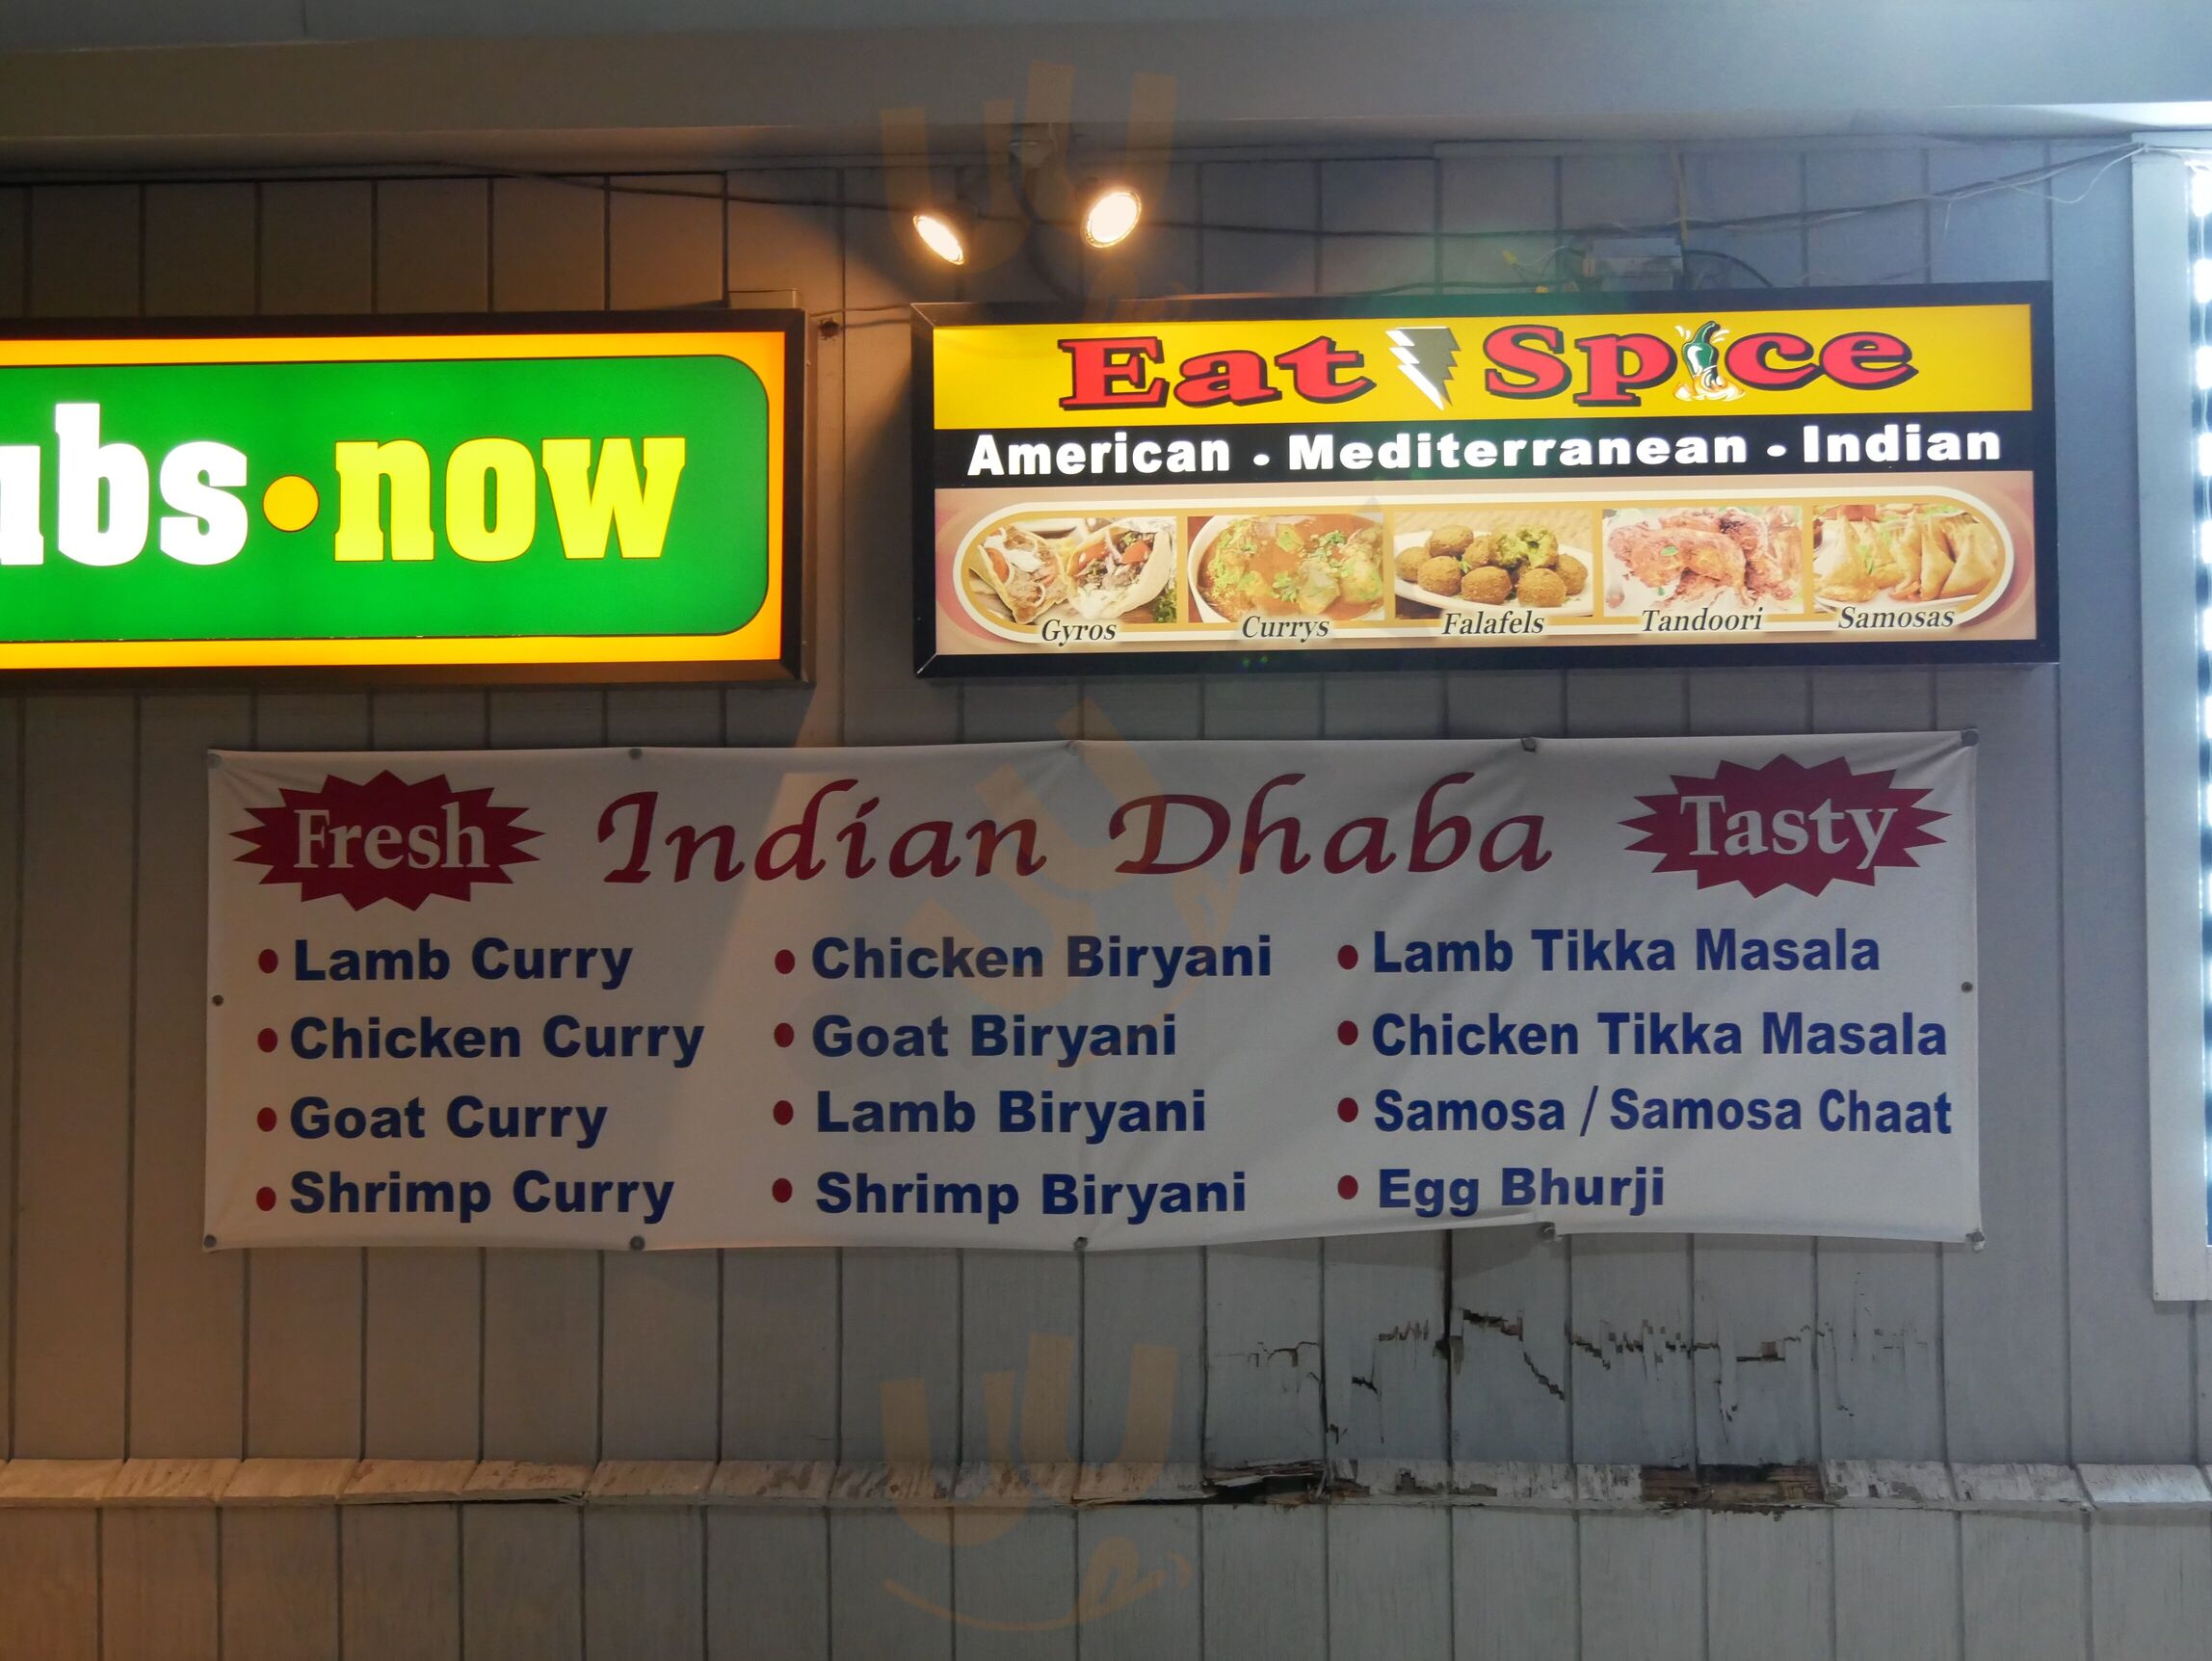 now
Eat Spice
American - Mediterranean - Indian
Gyros Currys Falafels Tandoori Samosas
Fresh Indian Dhaba Tasty
• Lamb Curry
• Chicken Curry
• Goat Curry
• Shrimp Curry
• Chicken Biryani
• Goat Biryani
• Lamb Biryani
• Shrimp Biryani
• Lamb Tikka Masala
• Chicken Tikka Masala
• Samosa / Samosa Chaat
• Egg Bhurji